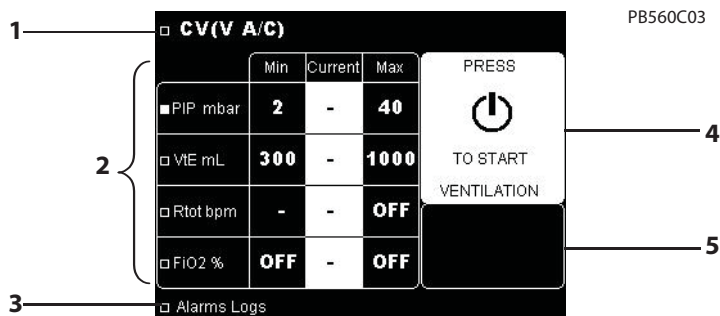 PB560C03
1
CV(V A/C)
Min Current Max
PIP mbar 2 - 40
VtE mL 300 - 1000
Rtot bpm - - OFF
FiO2 % OFF - OFF
2
PRESS
TO START
VENTILATION
4
5
3
Alarms Logs